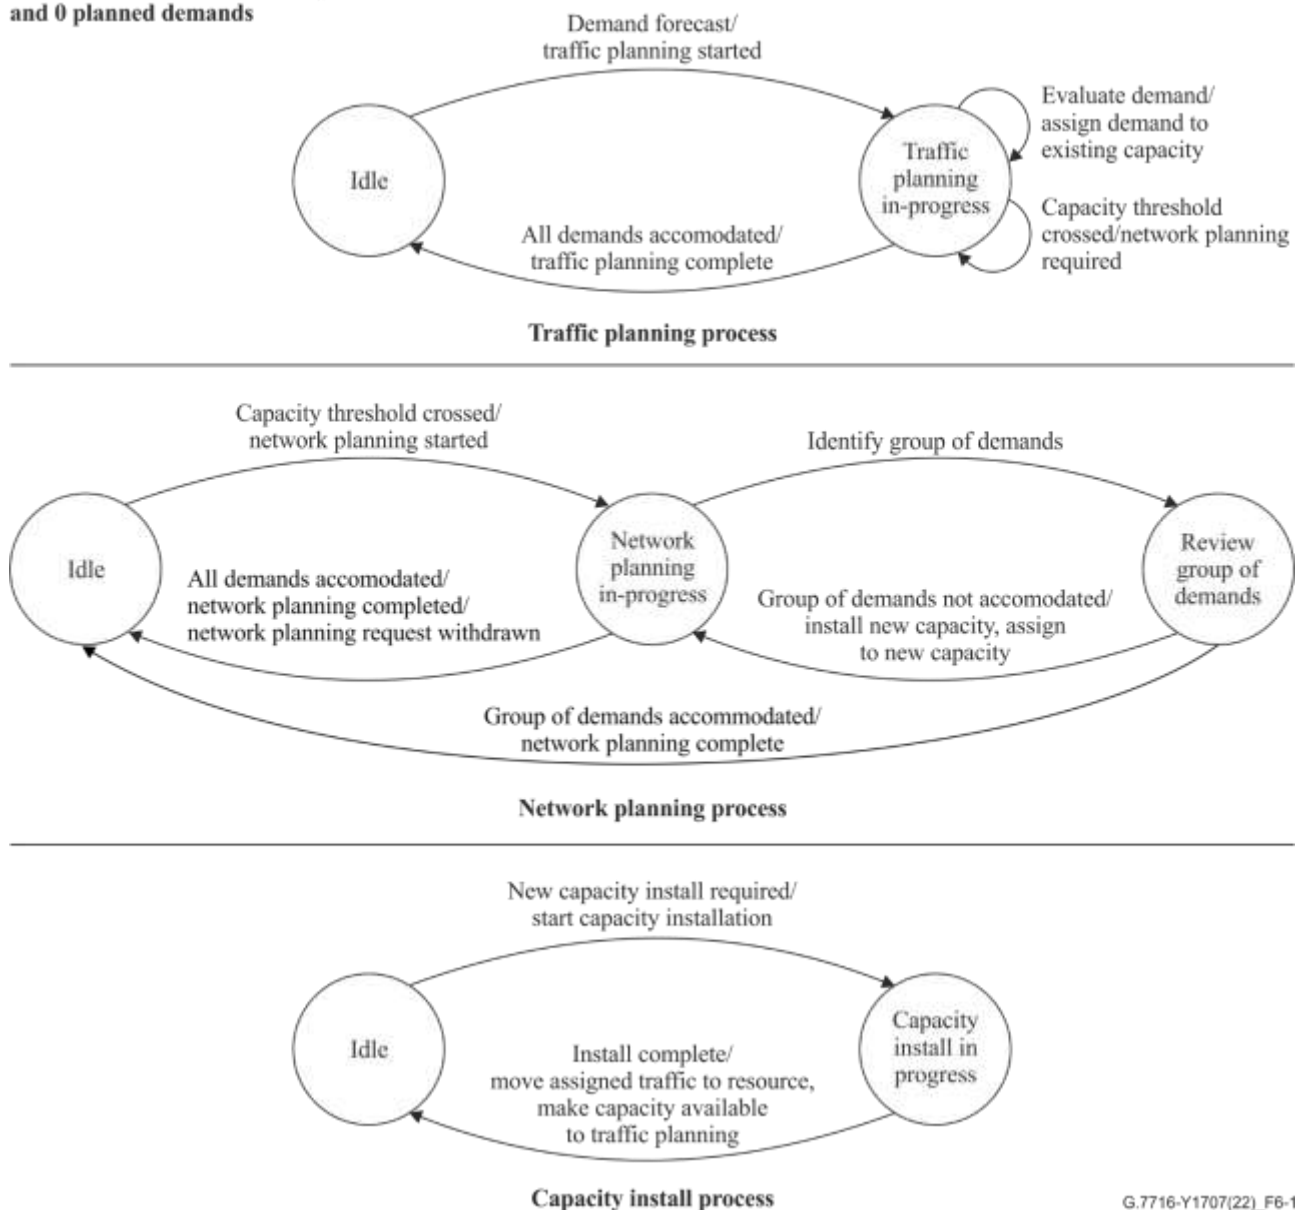 and 0 planned demands
Demand forecast/
traffic planning started
Evaluate demand/
assign demand to
existing capacity
Idle
Traffic
planning
in-progress
Capacity threshold
crossed/network planning
required
All demands accomodated/
traffic planning complete
Traffic planning process
Capacity threshold crossed/
network planning started
Identify group of demands
Idle
Network
planning
in-progress
Review
group of
demands
All demands accomodated/
network planning completed/
network planning request withdrawn
Group of demands not accomodated/
install new capacity, assign
to new capacity
Group of demands accommodated/
network planning complete
Network planning process
New capacity install required/
start capacity installation
Idle
Capacity
install in
progress
Install complete/
move assigned traffic to resource,
make capacity available
to traffic planning
Capacity install process
G.7716-Y1707(22)_F6-1